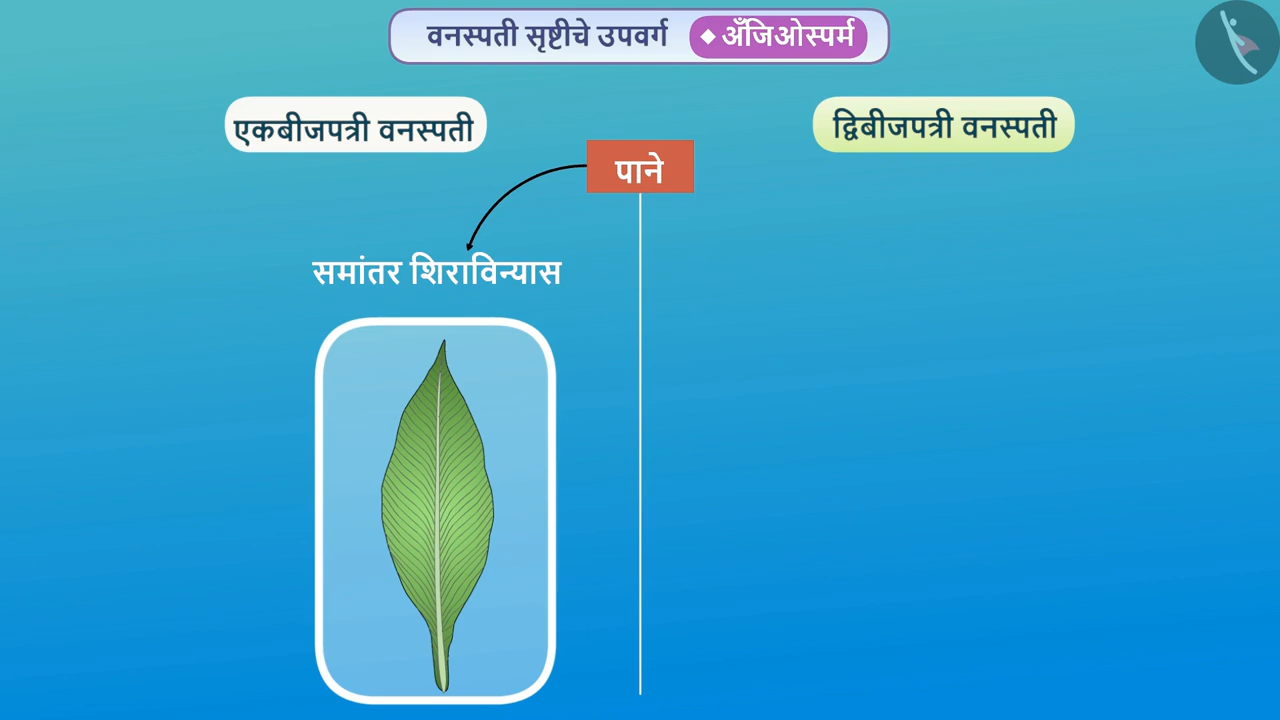 वनस्पती सृष्टीचे उपवर्ग ◆ अँजिओस्पर्म
एकबीजपत्री वनस्पती
द्विबीजपत्री वनस्पती
पाने
समांतर शिराविन्यास